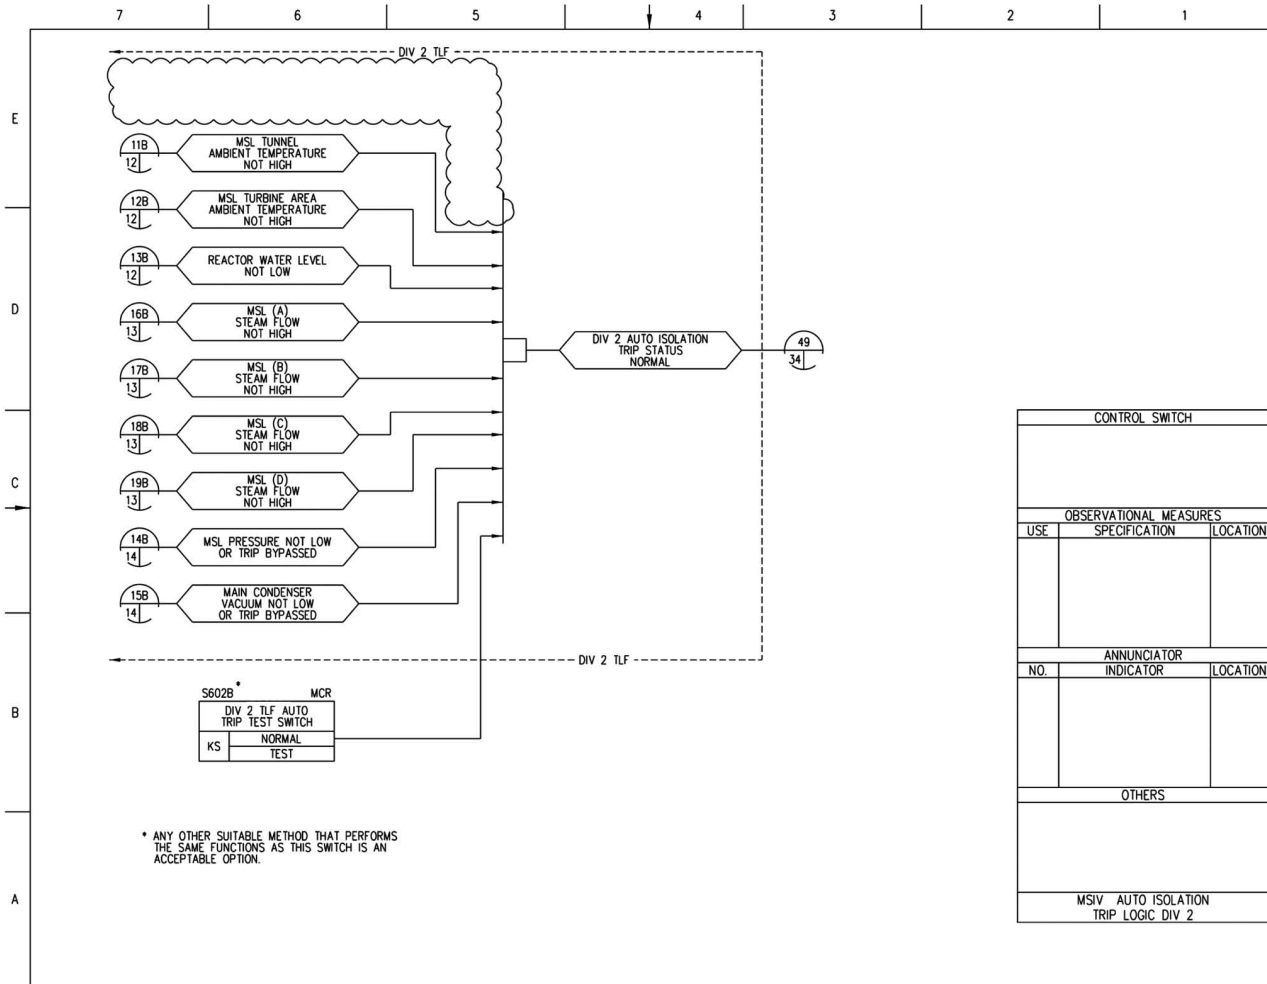 7 6 5 4 3 2 1
E
D
C
B
A
DIV 2 TLF
11B
12
MSL TUNNEL
AMBIENT TEMPERATURE
NOT HIGH
12B
12
MSL TURBINE AREA
AMBIENT TEMPERATURE
NOT HIGH
13B
12
REACTOR WATER LEVEL
NOT LOW
16B
13
MSL (A)
STEAM FLOW
NOT HIGH
17B
13
MSL (B)
STEAM FLOW
NOT HIGH
18B
13
MSL (C)
STEAM FLOW
NOT HIGH
19B
13
MSL (D)
STEAM FLOW
NOT HIGH
14B
14
MSL PRESSURE NOT LOW
OR TRIP BYPASSED
15B
14
MAIN CONDENSER
VACUUM NOT LOW
OR TRIP BYPASSED
DIV 2 AUTO ISOLATION
TRIP STATUS
NORMAL
49
34
DIV 2 TLF
S602B * MCR
DIV 2 TLF AUTO
TRIP TEST SWITCH
KS
NORMAL
TEST
* ANY OTHER SUITABLE METHOD THAT PERFORMS
THE SAME FUNCTIONS AS THIS SWITCH IS AN
ACCEPTABLE OPTION.
CONTROL SWITCH
OBSERVATIONAL MEASURES
USE SPECIFICATION LOCATION
ANNUNCIATOR
NO. INDICATOR LOCATION
OTHERS
MSIV AUTO ISOLATION
TRIP LOGIC DIV 2